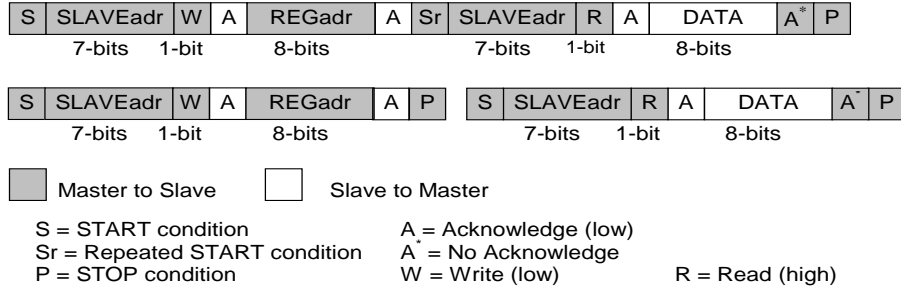 S SLAVEadr W A REGadr A Sr SLAVEadr R A DATA A* P
7-bits 1-bit 8-bits 7-bits 1-bit 8-bits
S SLAVEadr W A REGadr A P S SLAVEadr R A DATA A* P
7-bits 1-bit 8-bits 7-bits 1-bit 8-bits
Master to Slave Slave to Master
S = START condition A = Acknowledge (low)
Sr = Repeated START condition A* = No Acknowledge
P = STOP condition W = Write (low) R = Read (high)